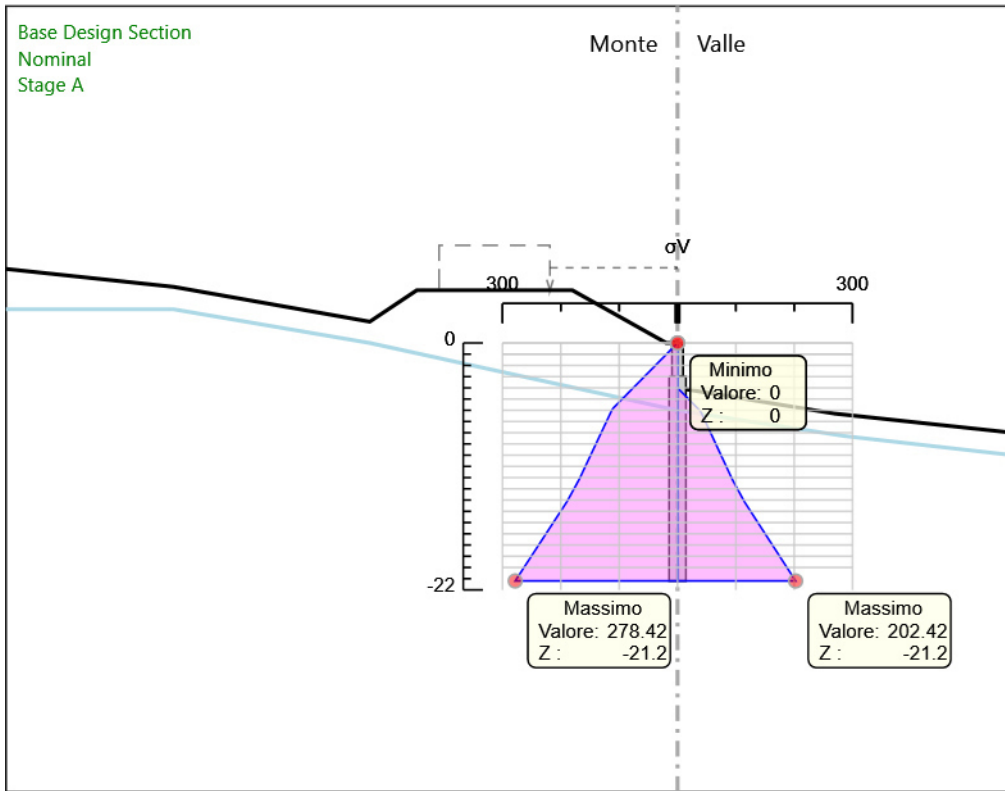 Base Design Section
Nominal
Stage A
Monte
Valle
σV
300
300
0
-22
Minimo
Valore: 0
Z : 0
Massimo
Valore: 278.42
Z : -21.2
Massimo
Valore: 202.42
Z : -21.2